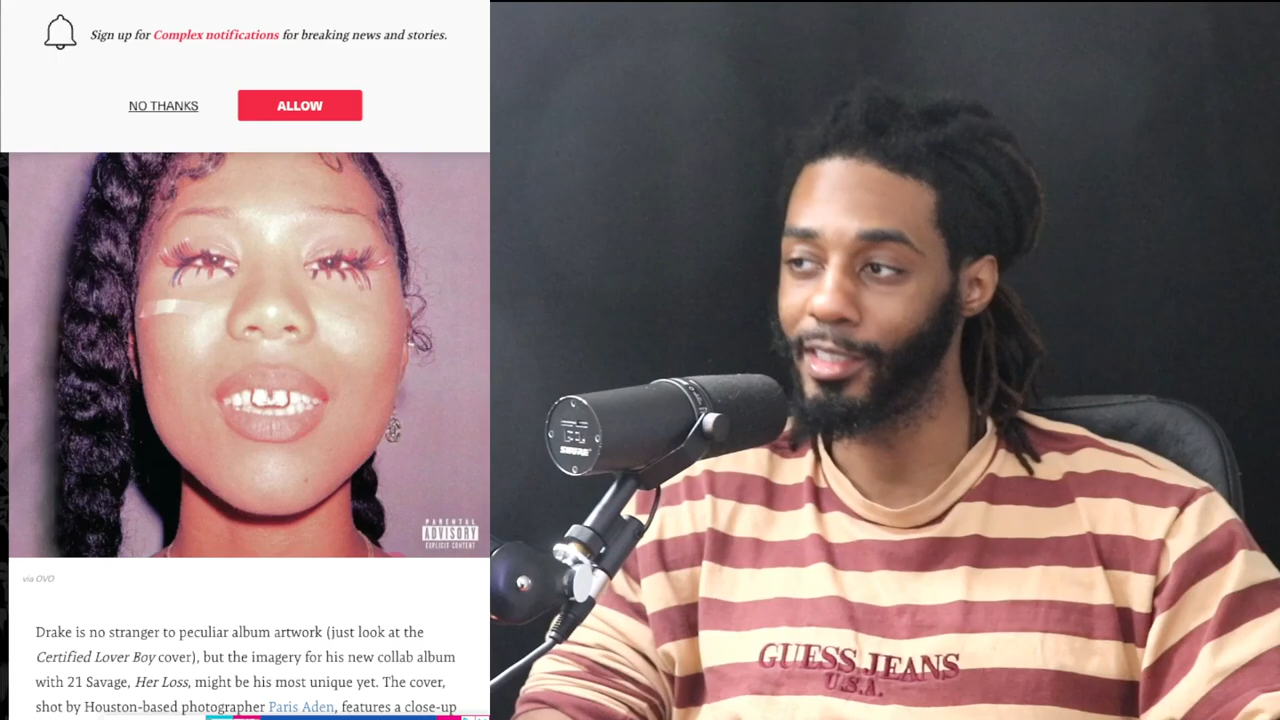 Sign up for Complex notifications for breaking news and stories.
NO THANKS
ALLOW
PARENTAL
ADVISORY
EXPLICIT CONTENT
via OVO
Drake is no stranger to peculiar album artwork (just look at the
Certified Lover Boy cover), but the imagery for his new collab album
with 21 Savage, Her Loss, might be his most unique yet. The cover,
shot by Houston-based photographer Paris Aden, features a close-up
SHURE
GUESS JEANS
U.S.A.